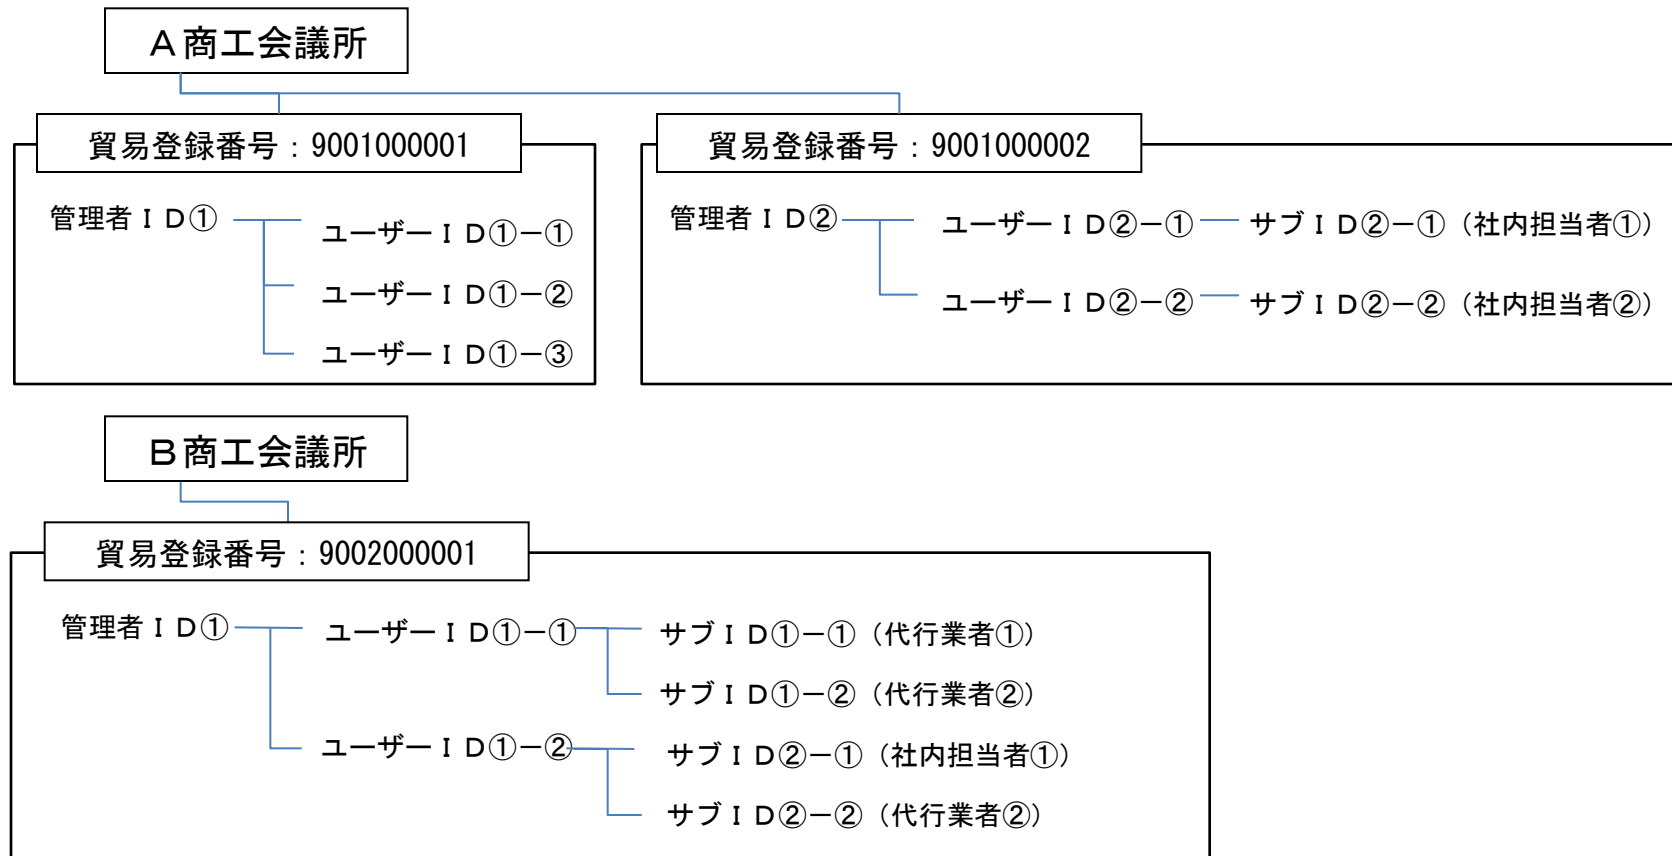 A商工会議所
貿易登録番号：9001000001
管理者ＩＤ①
ユーザーＩＤ①－①
ユーザーＩＤ①－②
ユーザーＩＤ①－③
貿易登録番号：9001000002
管理者ＩＤ②
ユーザーＩＤ②－① サブＩＤ②－①（社内担当者①）
ユーザーＩＤ②－② サブＩＤ②－②（社内担当者②）
B商工会議所
貿易登録番号：9002000001
管理者ＩＤ①
ユーザーＩＤ①－①
サブＩＤ①－①（代行業者①）
サブＩＤ①－②（代行業者②）
ユーザーＩＤ①－②
サブＩＤ②－①（社内担当者①）
サブＩＤ②－②（代行業者②）